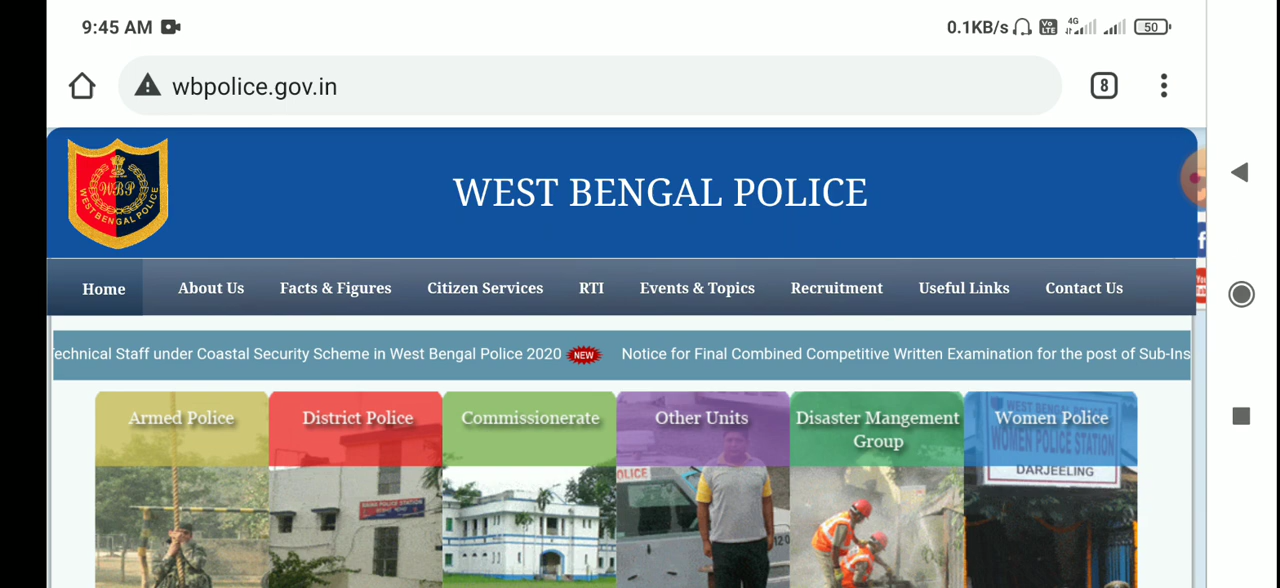 9:45 AM 0.1KB/s Vo LTE 4G 50
wbpolice.gov.in 8
WBP
WEST BENGAL POLICE
WEST BENGAL POLICE
Home About Us Facts & Figures Citizen Services RTI Events & Topics Recruitment Useful Links Contact Us
echnical Staff under Coastal Security Scheme in West Bengal Police 2020 NEW Notice for Final Combined Competitive Written Examination for the post of Sub-Ins
Armed Police District Police Commissionerate Other Units Disaster Mangement Group Women Police
WOMEN POLICE STATION
DARJEELING
OLICE